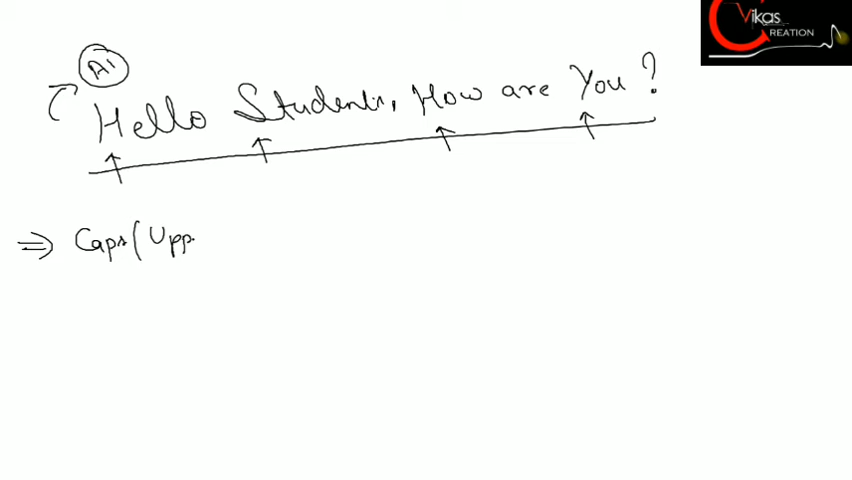 Vikas
CREATION
A1
Hello Students, How are You?
⇒ Caps(Upp